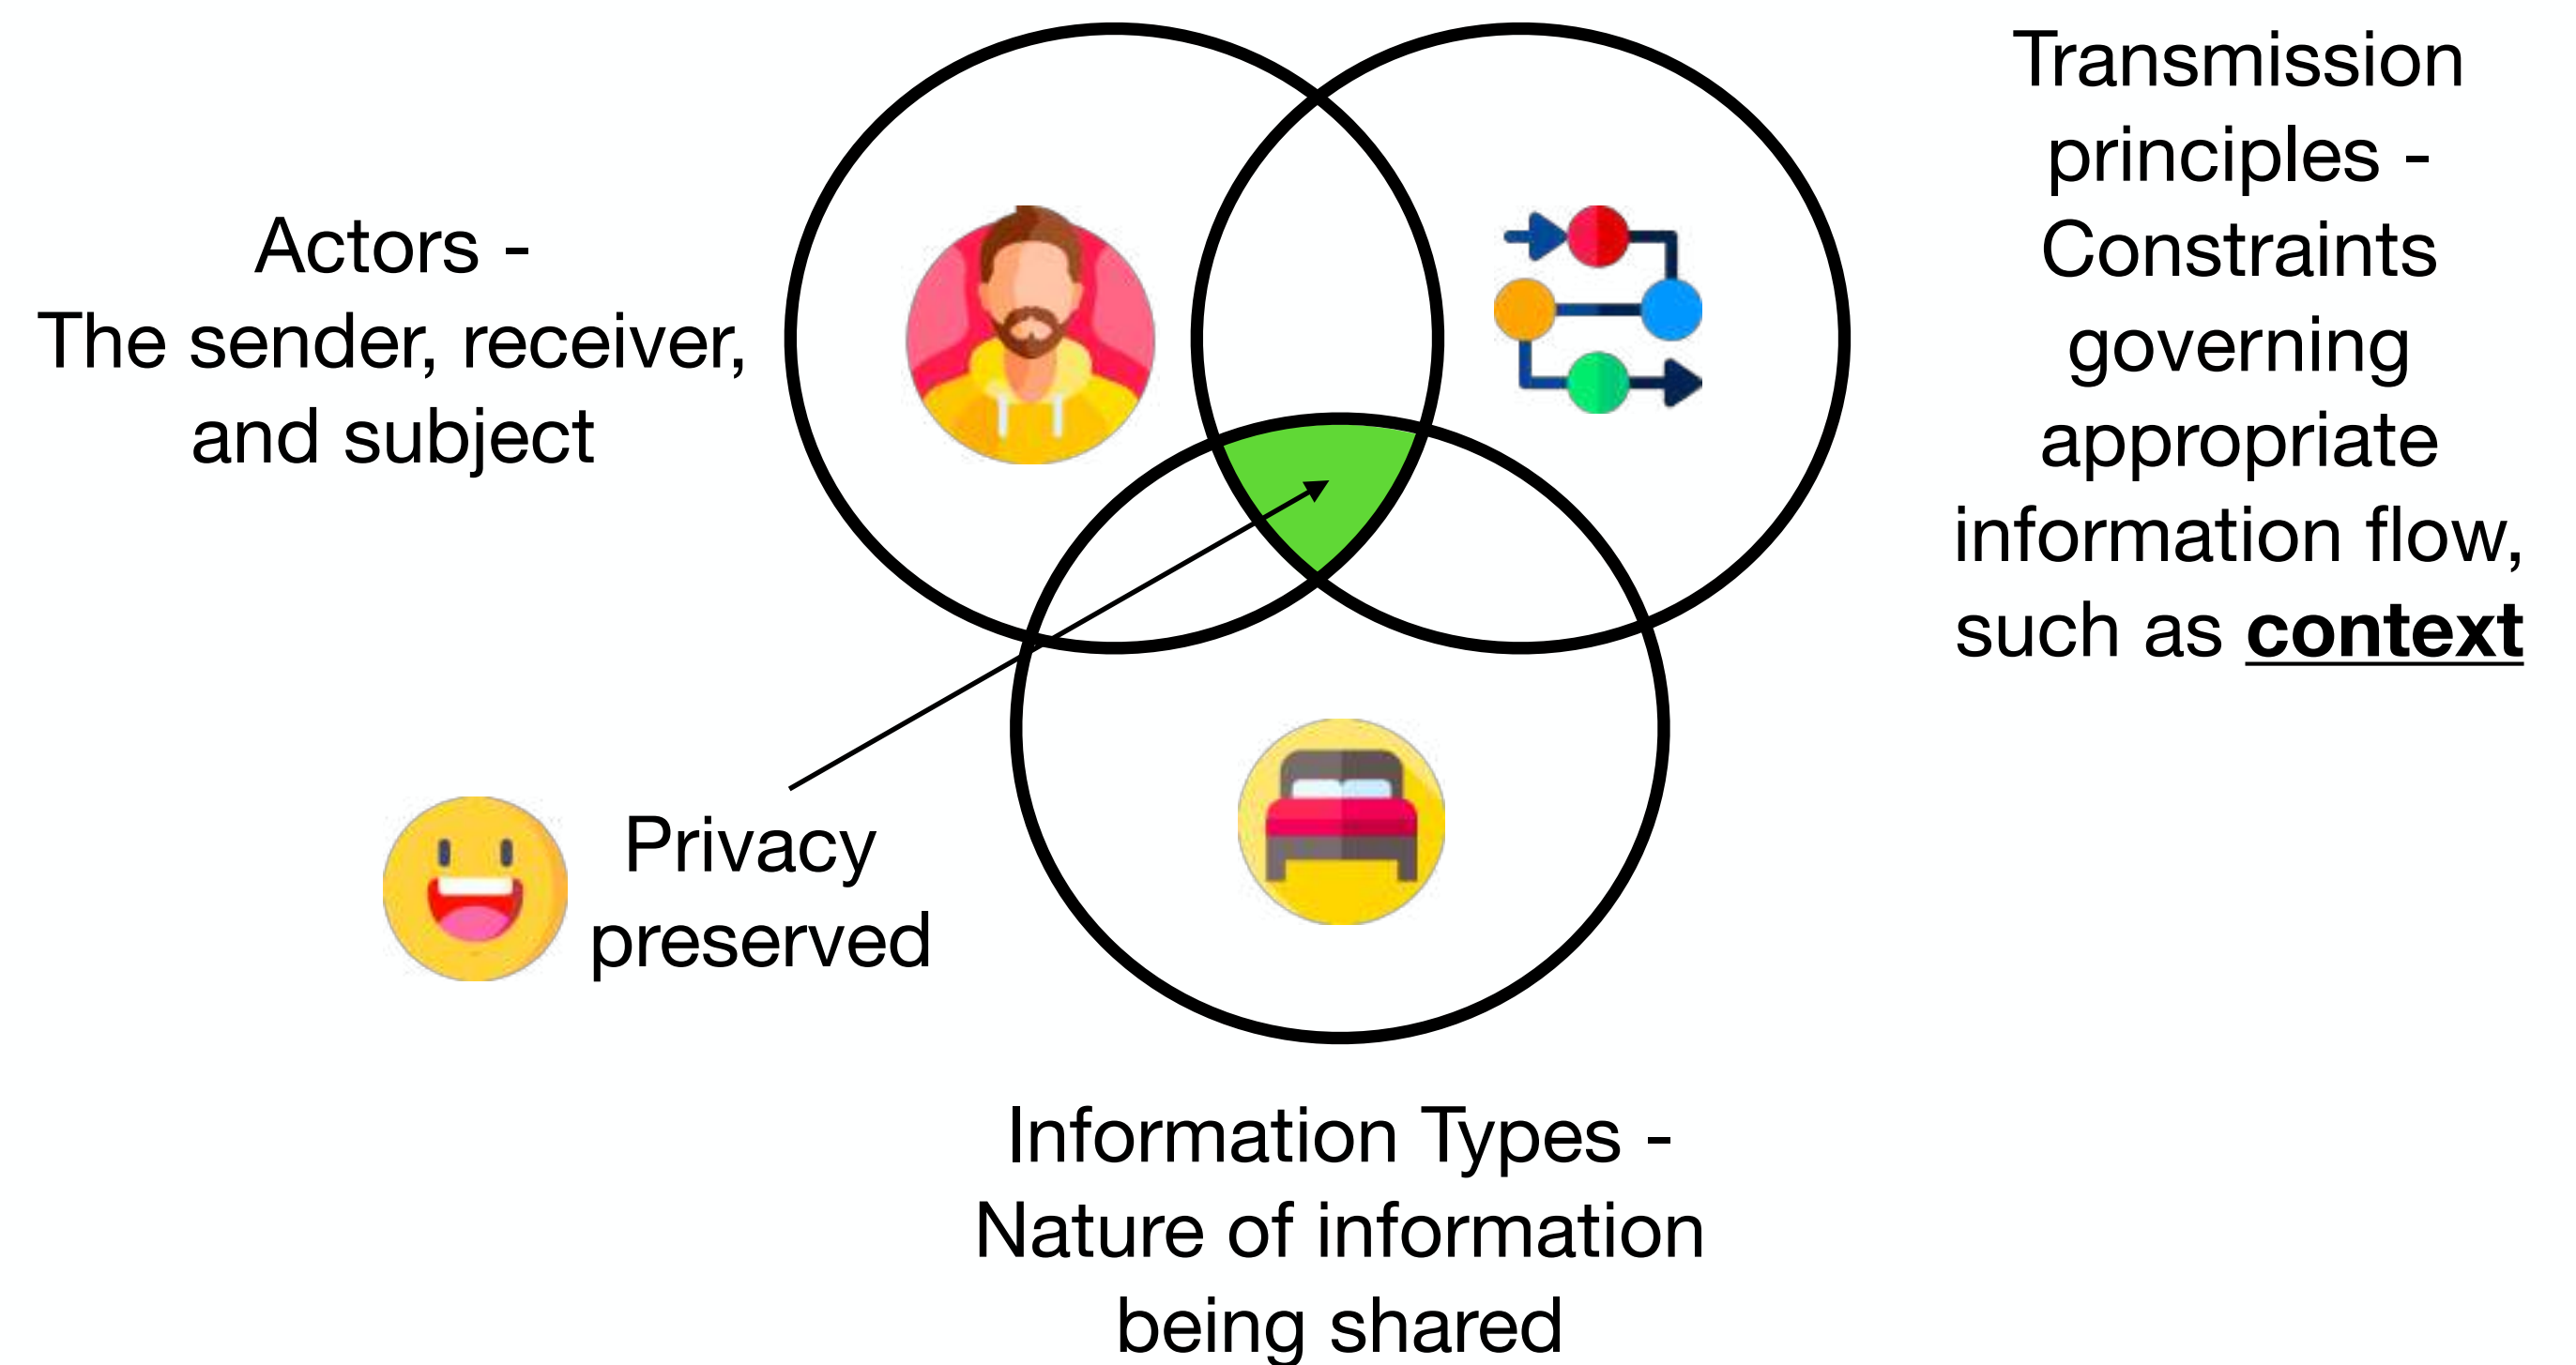 Actors -
The sender, receiver,
and subject
Transmission
principles -
Constraints
governing
appropriate
information flow,
such as context
Privacy
preserved
Information Types -
Nature of information
being shared